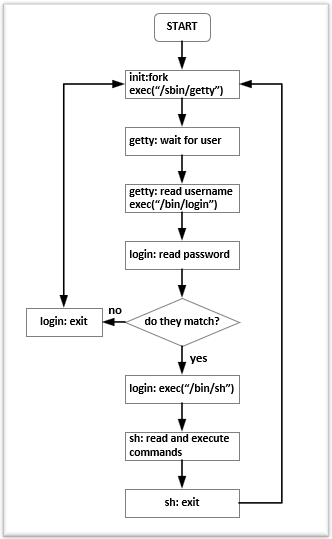 START
init:fork
exec(“/sbin/getty”)
getty: wait for user
getty: read username
exec(“/bin/login”)
login: read password
do they match?
no
login: exit
yes
login: exec(“/bin/sh”)
sh: read and execute
commands
sh: exit